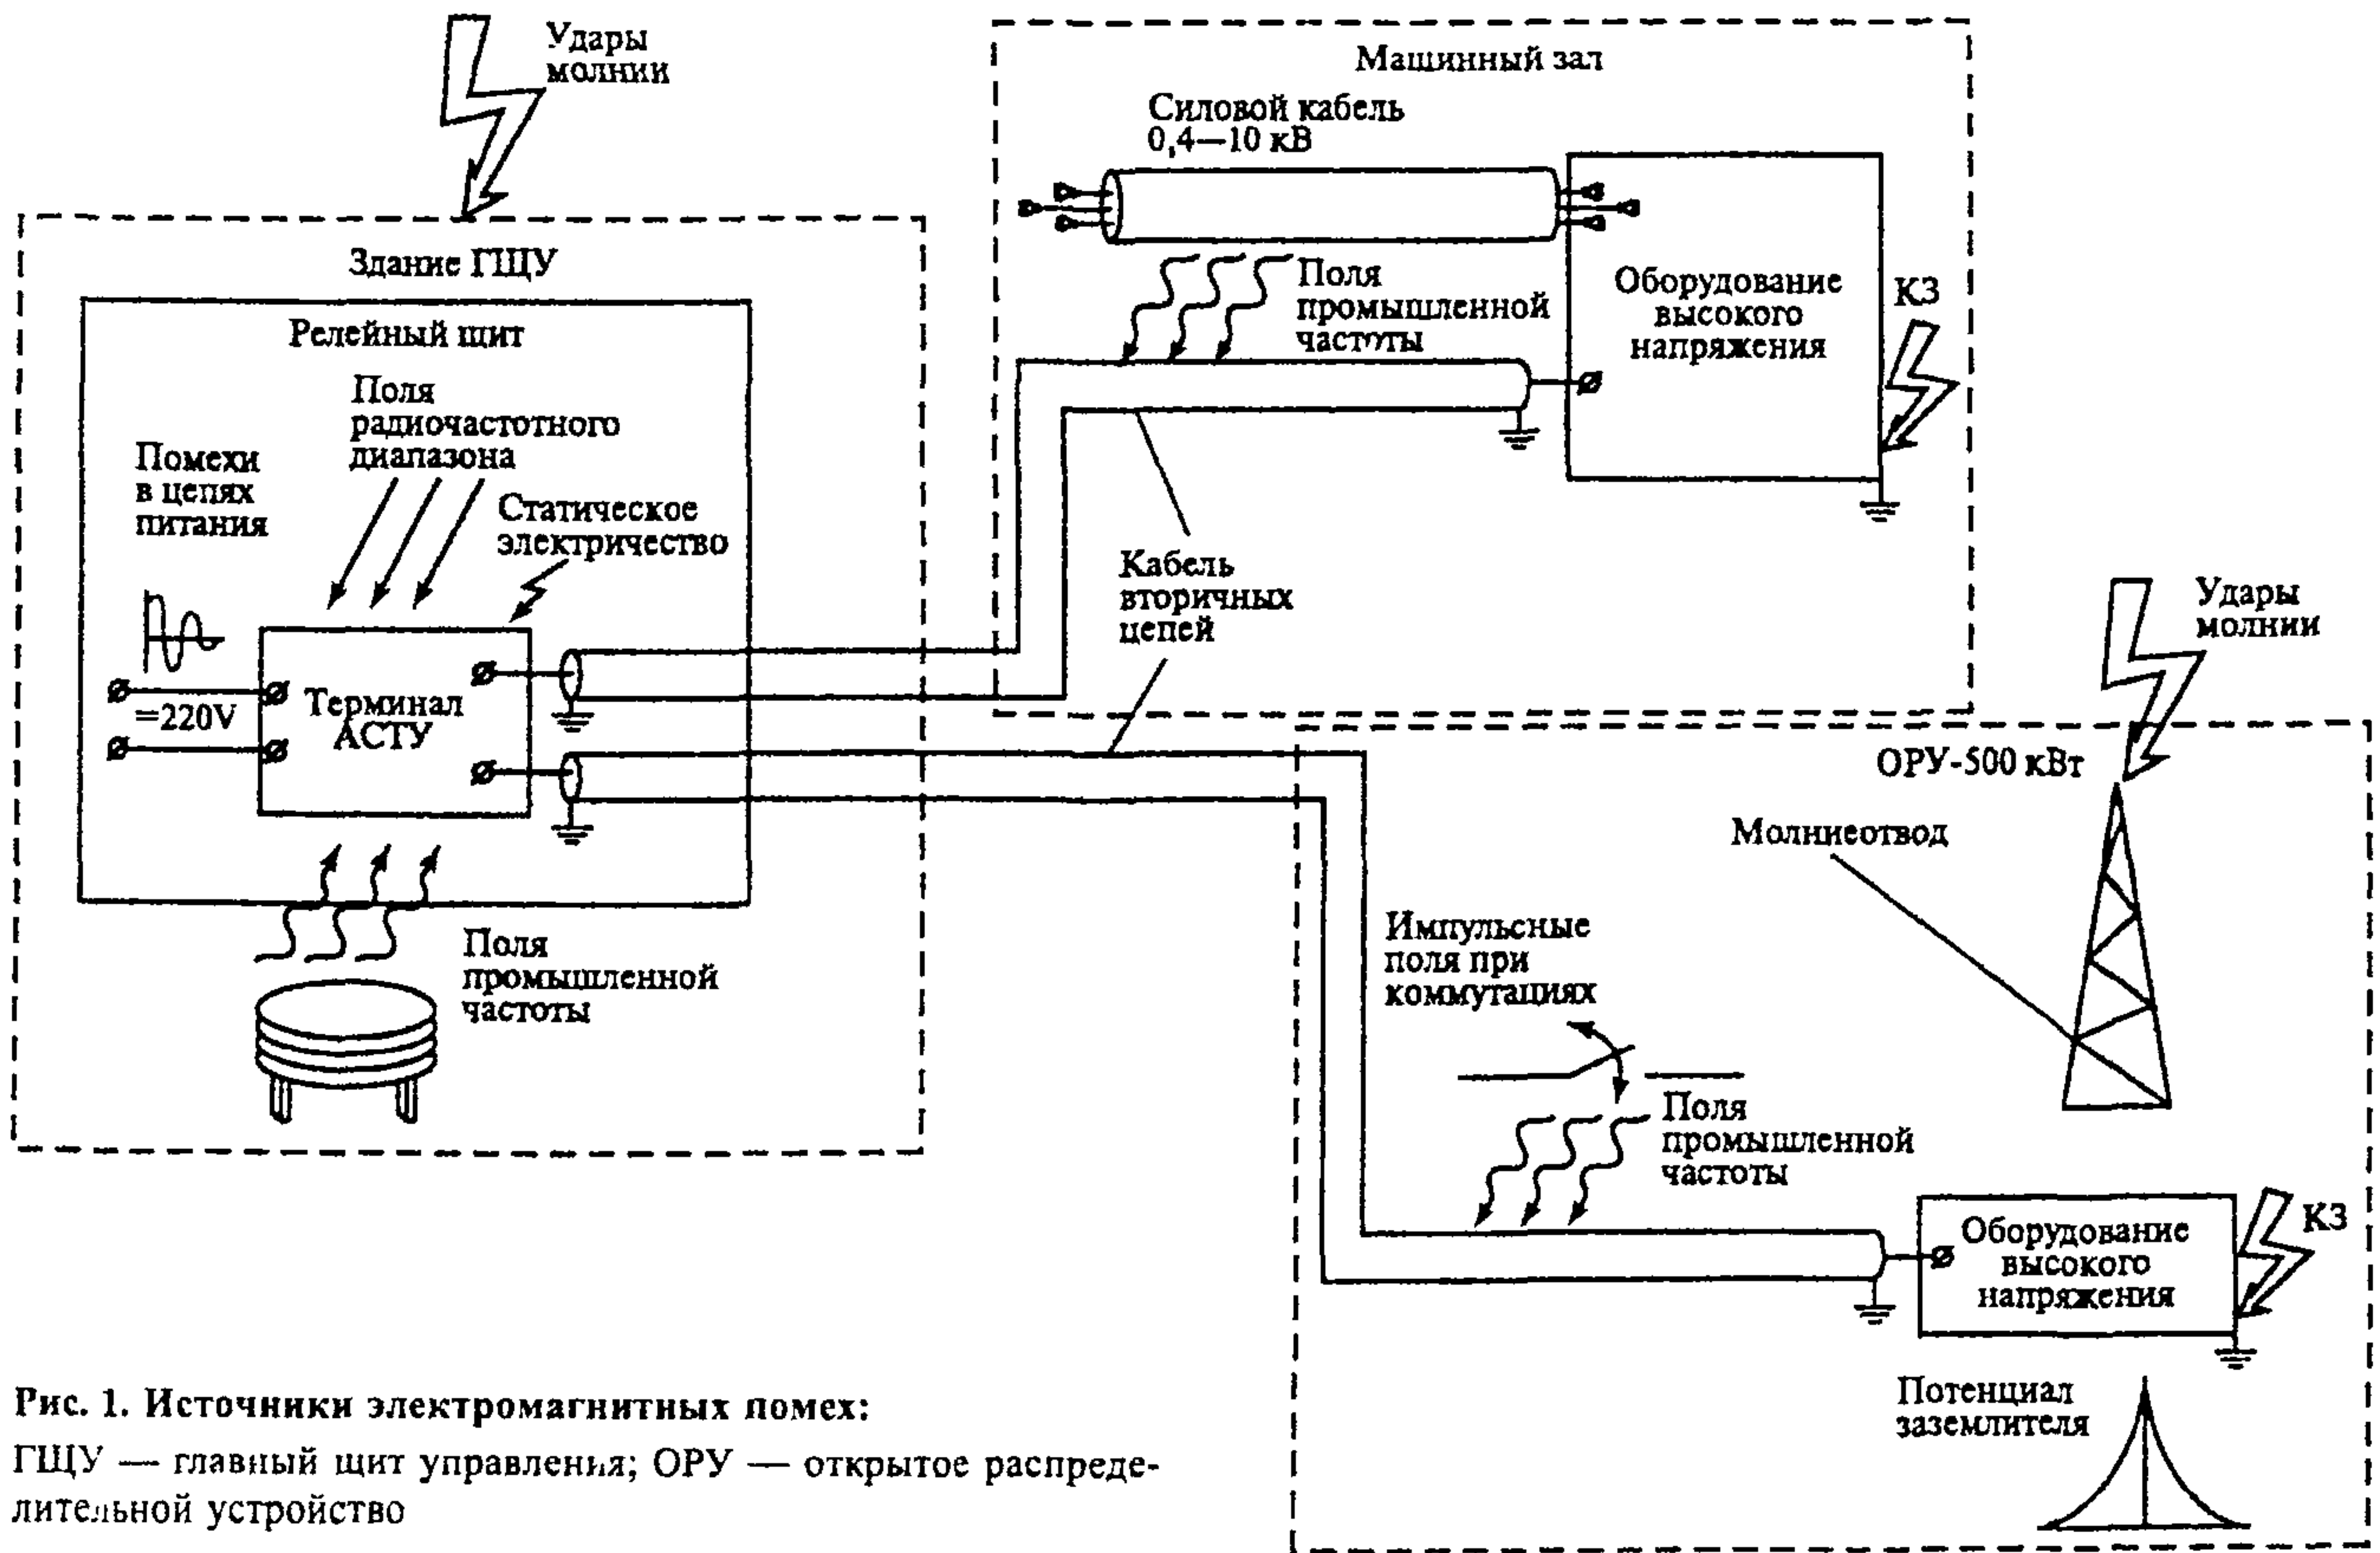 Удары
молнии
Здание ГЩУ
Релейный щит
Поля
радиочастотного
диапазона
Помехи
в цепях
питания
Статическое
электричество
=220V
Терминал
АСТУ
Поля
промышленной
частоты
Машинный зал
Силовой кабель
0,4—10 кВ
Поля
промышленной
частоты
Оборудование
высокого
напряжения
КЗ
Кабель
вторичных
цепей
Удары
молнии
ОРУ-500 кВт
Молниеотвод
Импульсные
поля при
коммутациях
Поля
промышленной
частоты
Оборудование
высокого
напряжения
КЗ
Потенциал
заземлителя
Рис. 1. Источники электромагнитных помех:
ГЩУ — главный щит управления; ОРУ — открытое распреде-
лительной устройство